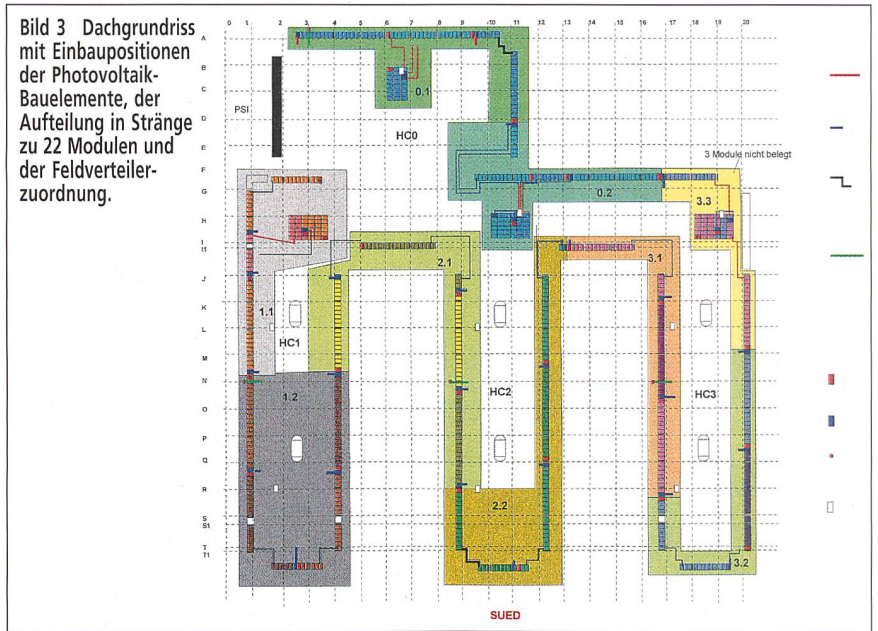 Bild 3 Dachgrundriss
mit Einbaupositionen
der Photovoltaik-
Bauelemente, der
Aufteilung in Stränge
zu 22 Modulen und
der Feldverteiler-
zuordnung.
0 1 2 3 4 5 6 7 8 9 10 11 12 13 14 15 16 17 18 19 20
A
B
C
D
E
F
G
H
I
I1
J
K
L
M
N
O
P
Q
R
S
S1
T
T1
PSI
0.1
HC0
3 Module nicht belegt
0.2
3.3
2.1
3.1
1.1
HC1
1.2
HC2
HC3
2.2
3.2
SUED